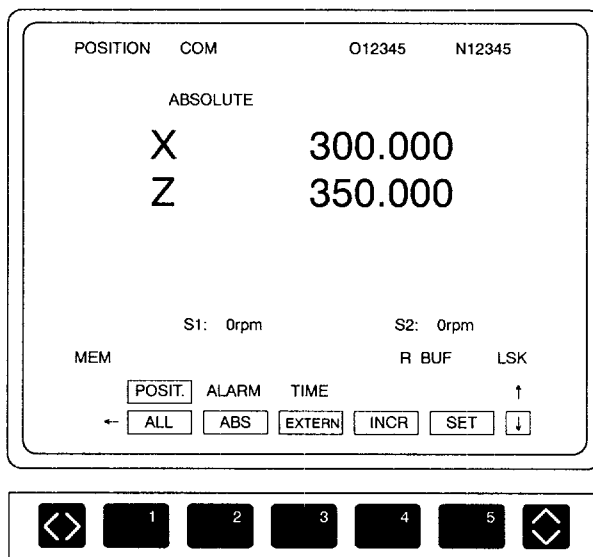 POSITION COM O12345 N12345
ABSOLUTE
X 300.000
Z 350.000
S1: 0rpm S2: 0rpm
MEM R BUF LSK
POSIT. ALARM TIME ↑
← ALL ABS EXTERN INCR SET ↓
1 2 3 4 5